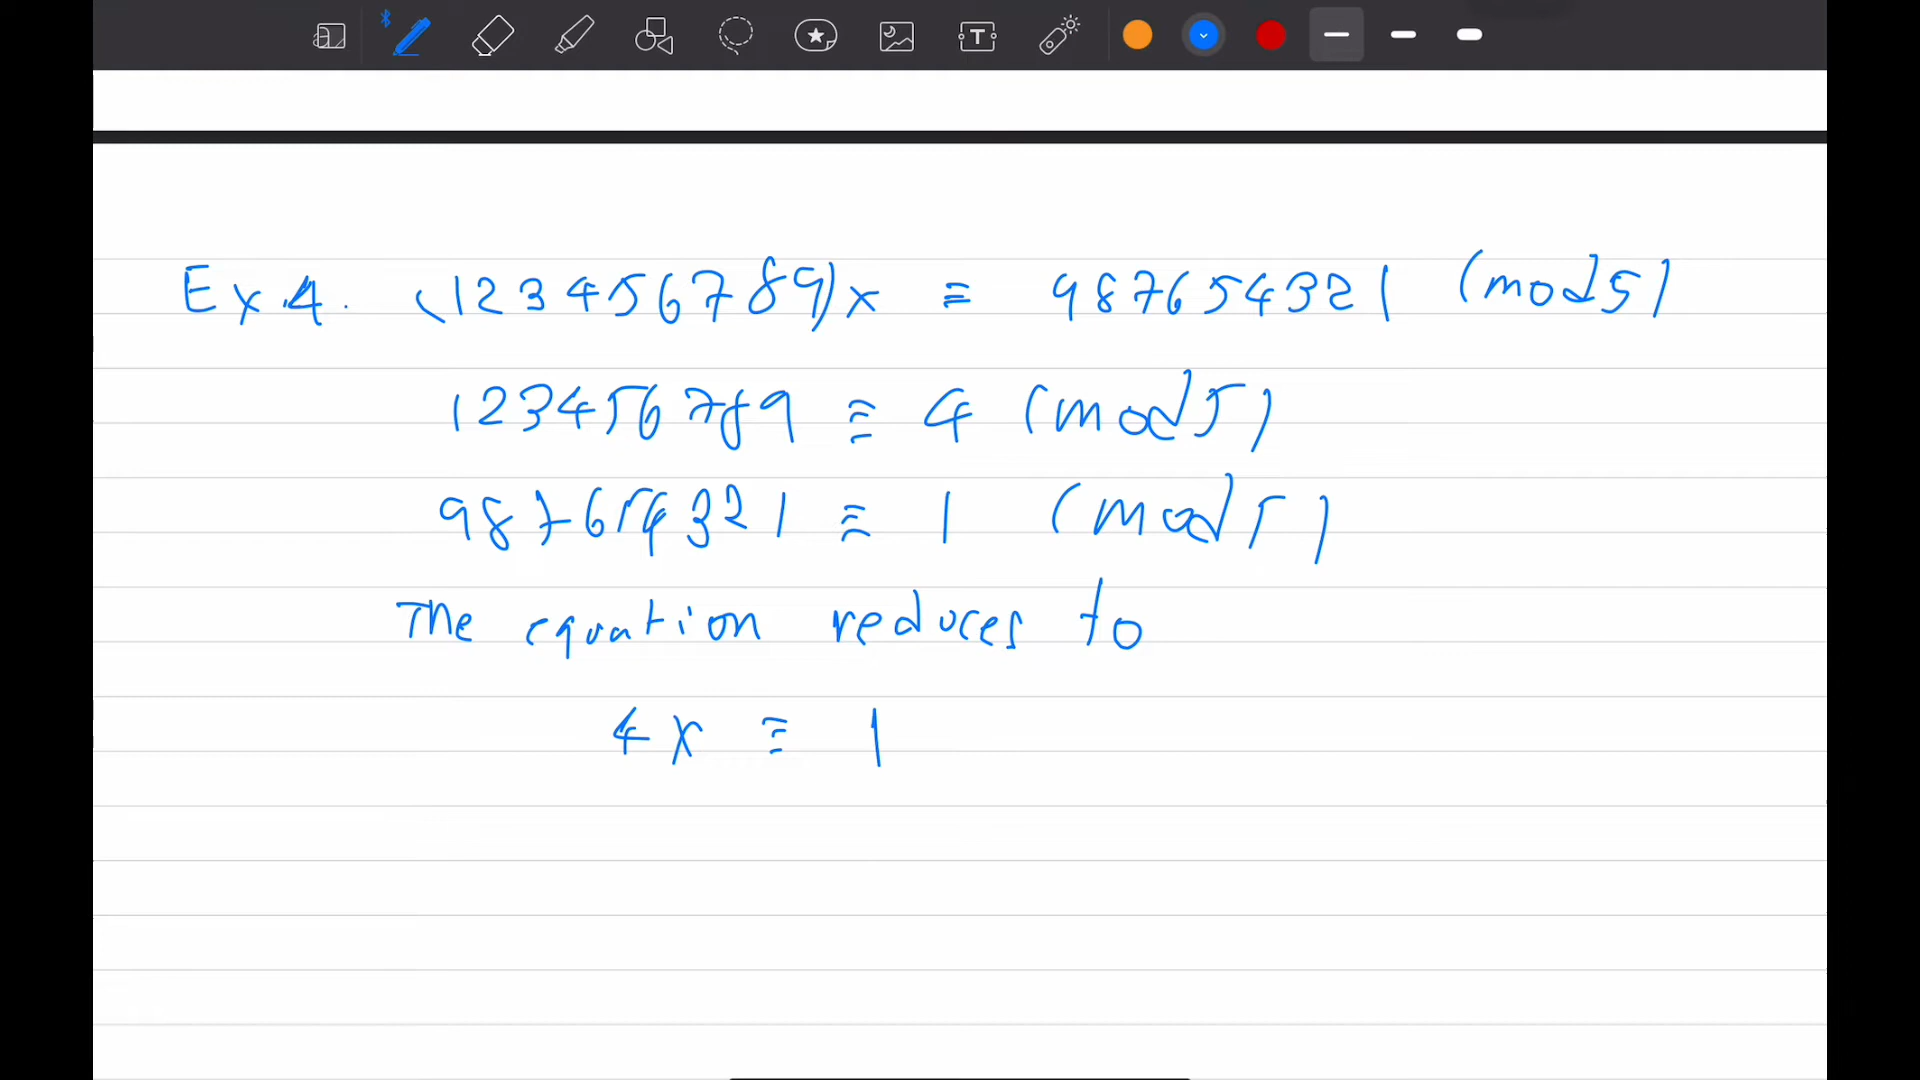 Ex 4. (123456789)x ≡ 987654321 (mod 5)
123456789 ≡ 4 (mod 5)
987654321 ≡ 1 (mod 5)
The equation reduces to
4x ≡ 1